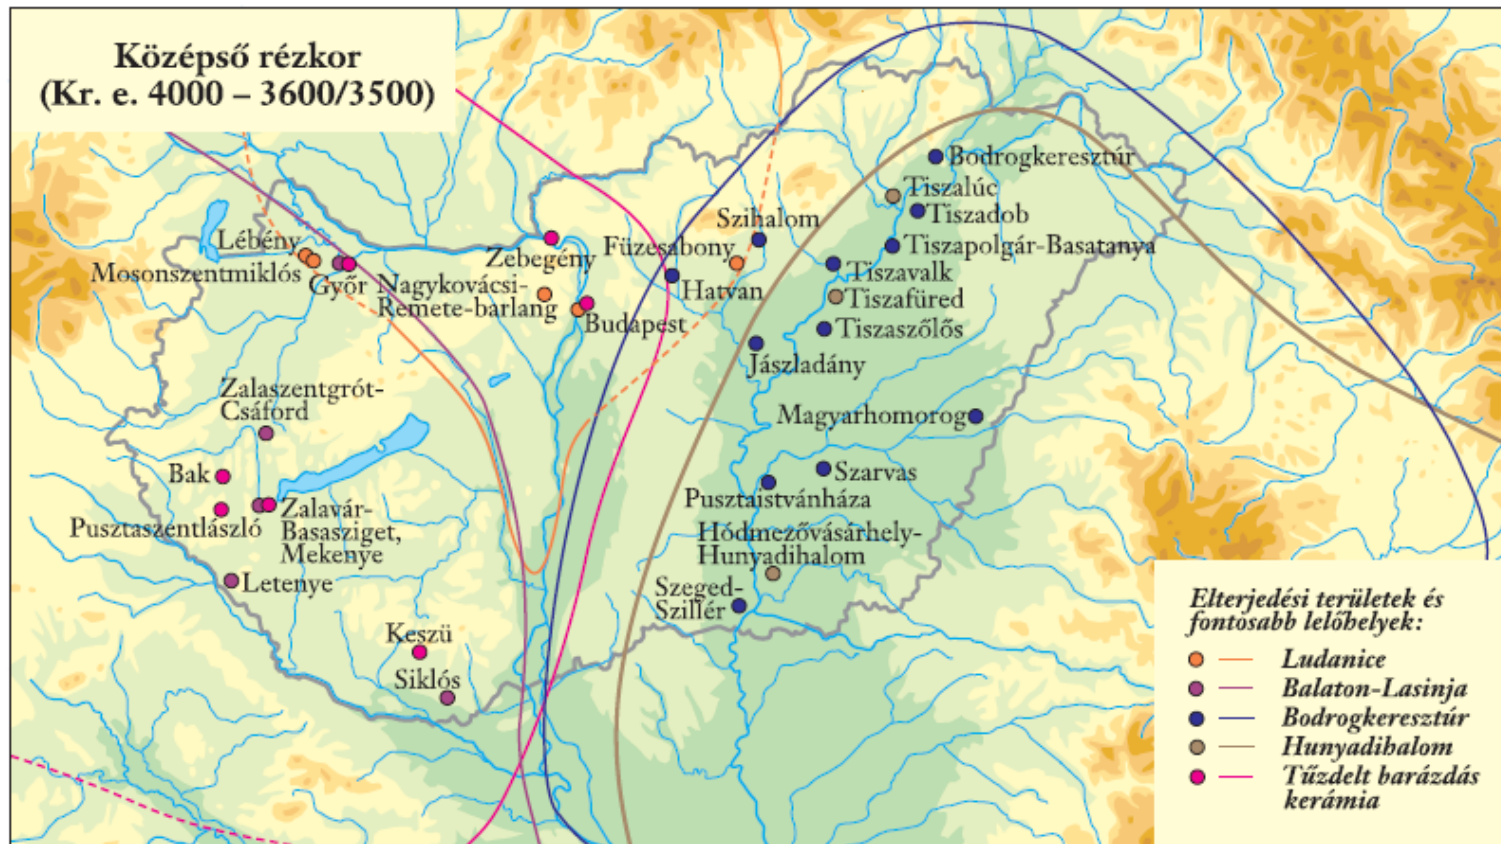 Középső rézkor
(Kr. e. 4000 – 3600/3500)
Bodrogkeresztúr
Tiszalúc
Tiszadob
Szihalom
Lébény
Zebegény
Füzesabony
Tiszapolgár-Basatanya
Mosonszentmiklós
Győr
Nagykovácsi-
Remete-barlang
Hatvan
Tiszavalk
Tiszafüred
Budapest
Tiszaszőlős
Jászladány
Zalaszentgrót-
Csáford
Magyarhomorog
Bak
Szarvas
Pusztaistvánháza
Pusztaszentlászló
Zalavár-
Basasziget,
Mekenye
Hódmezővásárhely-
Hunyadihalom
Letenye
Szeged-
Szillér
Keszü
Siklós
Elterjedési területek és
fontosabb lelőhelyek:
Ludanice
Balaton-Lasinja
Bodrogkeresztúr
Hunyadihalom
Tűzdelt barázdás
kerámia